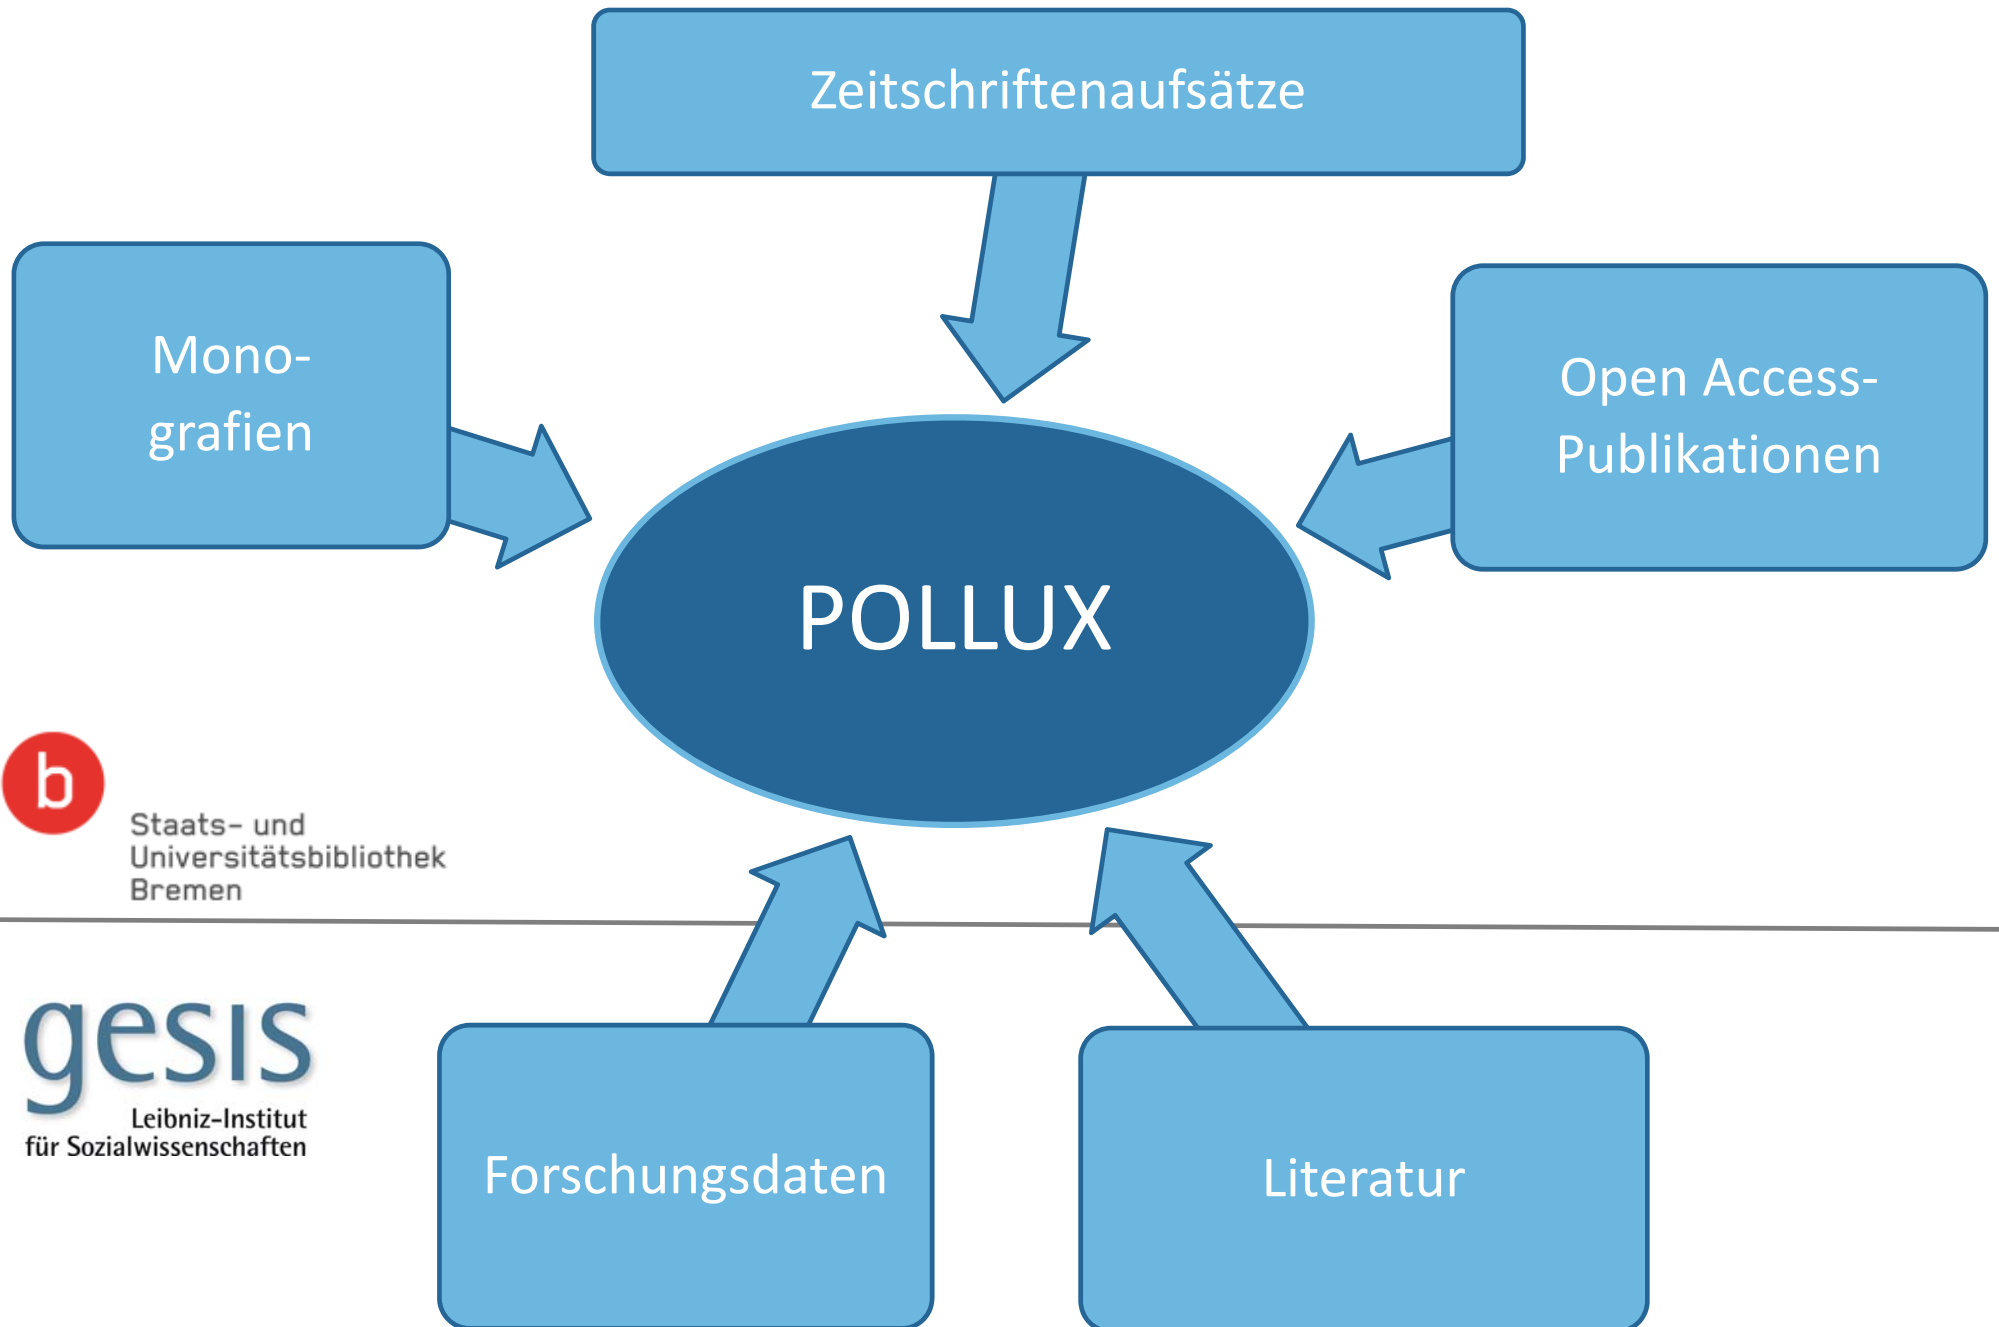 Zeitschriftenaufsätze
Mono-
grafien
Open Access-
Publikationen
POLLUX
b
Staats- und
Universitätsbibliothek
Bremen
gesis
Leibniz-Institut
für Sozialwissenschaften
Forschungsdaten
Literatur